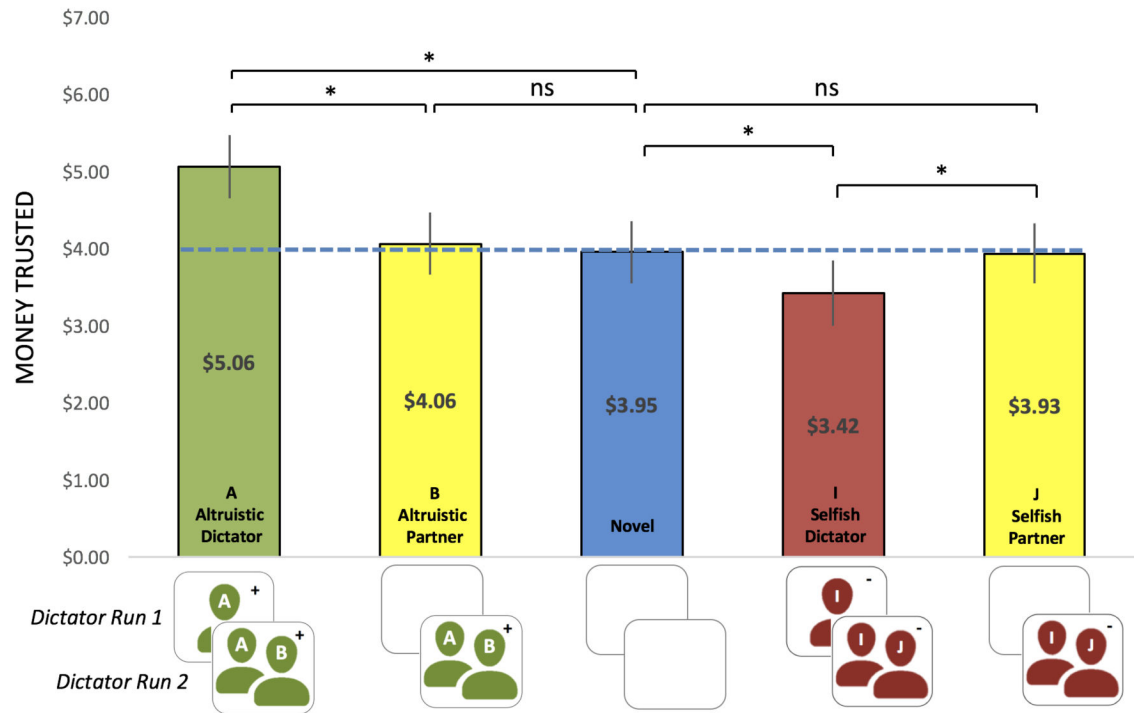 $7.00
*
$6.00
*
ns
ns
*
*
$5.00
$4.00
$3.00
$2.00
$1.00
$0.00
MONEY TRUSTED
$5.06
$4.06
$3.95
$3.42
$3.93
A
Altruistic
Dictator
B
Altruistic
Partner
Novel
I
Selfish
Dictator
J
Selfish
Partner
Dictator Run 1
A +
I -
Dictator Run 2
A B +
A B +
I J -
I J -